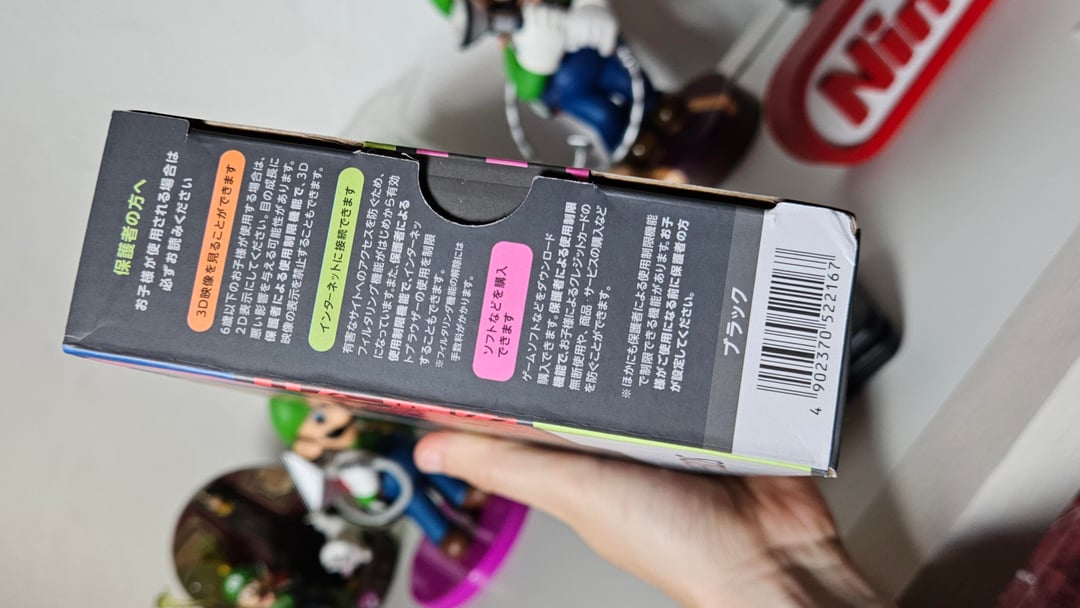 保護者の方へ
お子様が使用される場合は
必ずお読みください
3D映像を見ることができます
6歳以下のお子様が使用する場合は、
2D表示にしてください。目の成長に
悪い影響を与える可能性があります。
保護者による使用制限機能で、3D
映像の表示を禁止することもできます。
インターネットに接続できます
有害なサイトへのアクセスを防ぐため、
フィルタリング機能がはじめから有効
になっています。また、保護者による
使用制限機能で、インターネッ
トブラウザーの使用を制限
することもできます。
※フィルタリング機能の解除には
手数料がかかります。
ソフトなどを購入
できます
ゲームソフトなどをダウンロード
購入できます。保護者による使用制限
機能で、お子様によるクレジットカードの
無断使用や、商品・サービスの購入など
を防ぐことができます。
※ほかにも保護者による使用制限機能
で制限できる機能があります。お子
様がご使用になる前に保護者の方
が設定してください。
ブラック
4 902370 522167
Nin